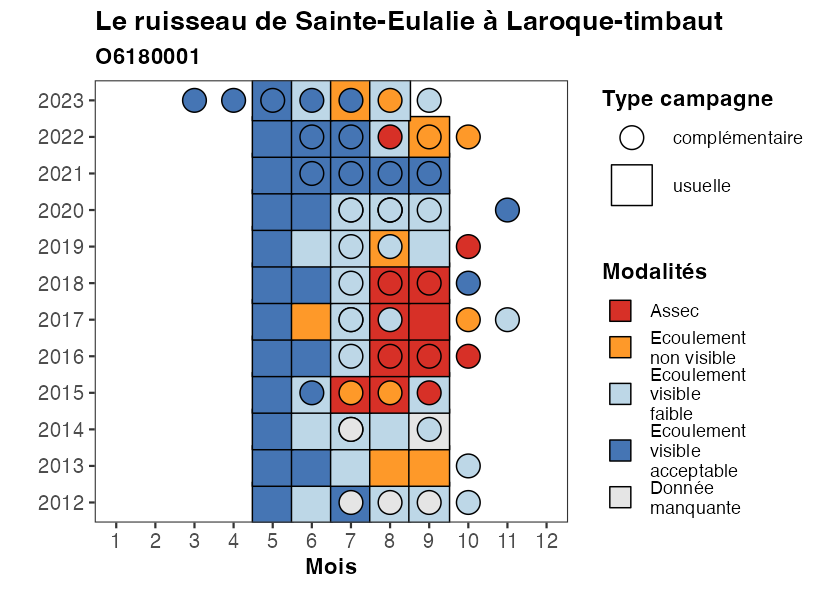 Le ruisseau de Sainte-Eulalie à Laroque-timbaut
O6180001
2023
2022
2021
2020
2019
2018
2017
2016
2015
2014
2013
2012
1 2 3 4 5 6 7 8 9 10 11 12
Mois
Type campagne
complémentaire
usuelle
Modalités
Assec
Ecoulement
non visible
Ecoulement
visible
faible
Ecoulement
visible
acceptable
Donnée
manquante